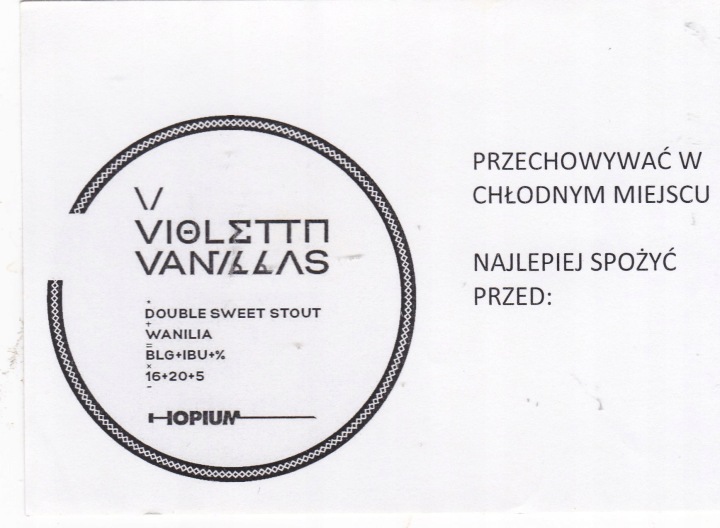 V
VIOLETTA
VANILLAS
DOUBLE SWEET STOUT
+
WANILIA
=
BLG+IBU+%
×
16+20+5
-
HOPIUM
PRZECHOWYWAĆ W
CHŁODNYM MIEJSCU
NAJLEPIEJ SPOŻYĆ
PRZED: